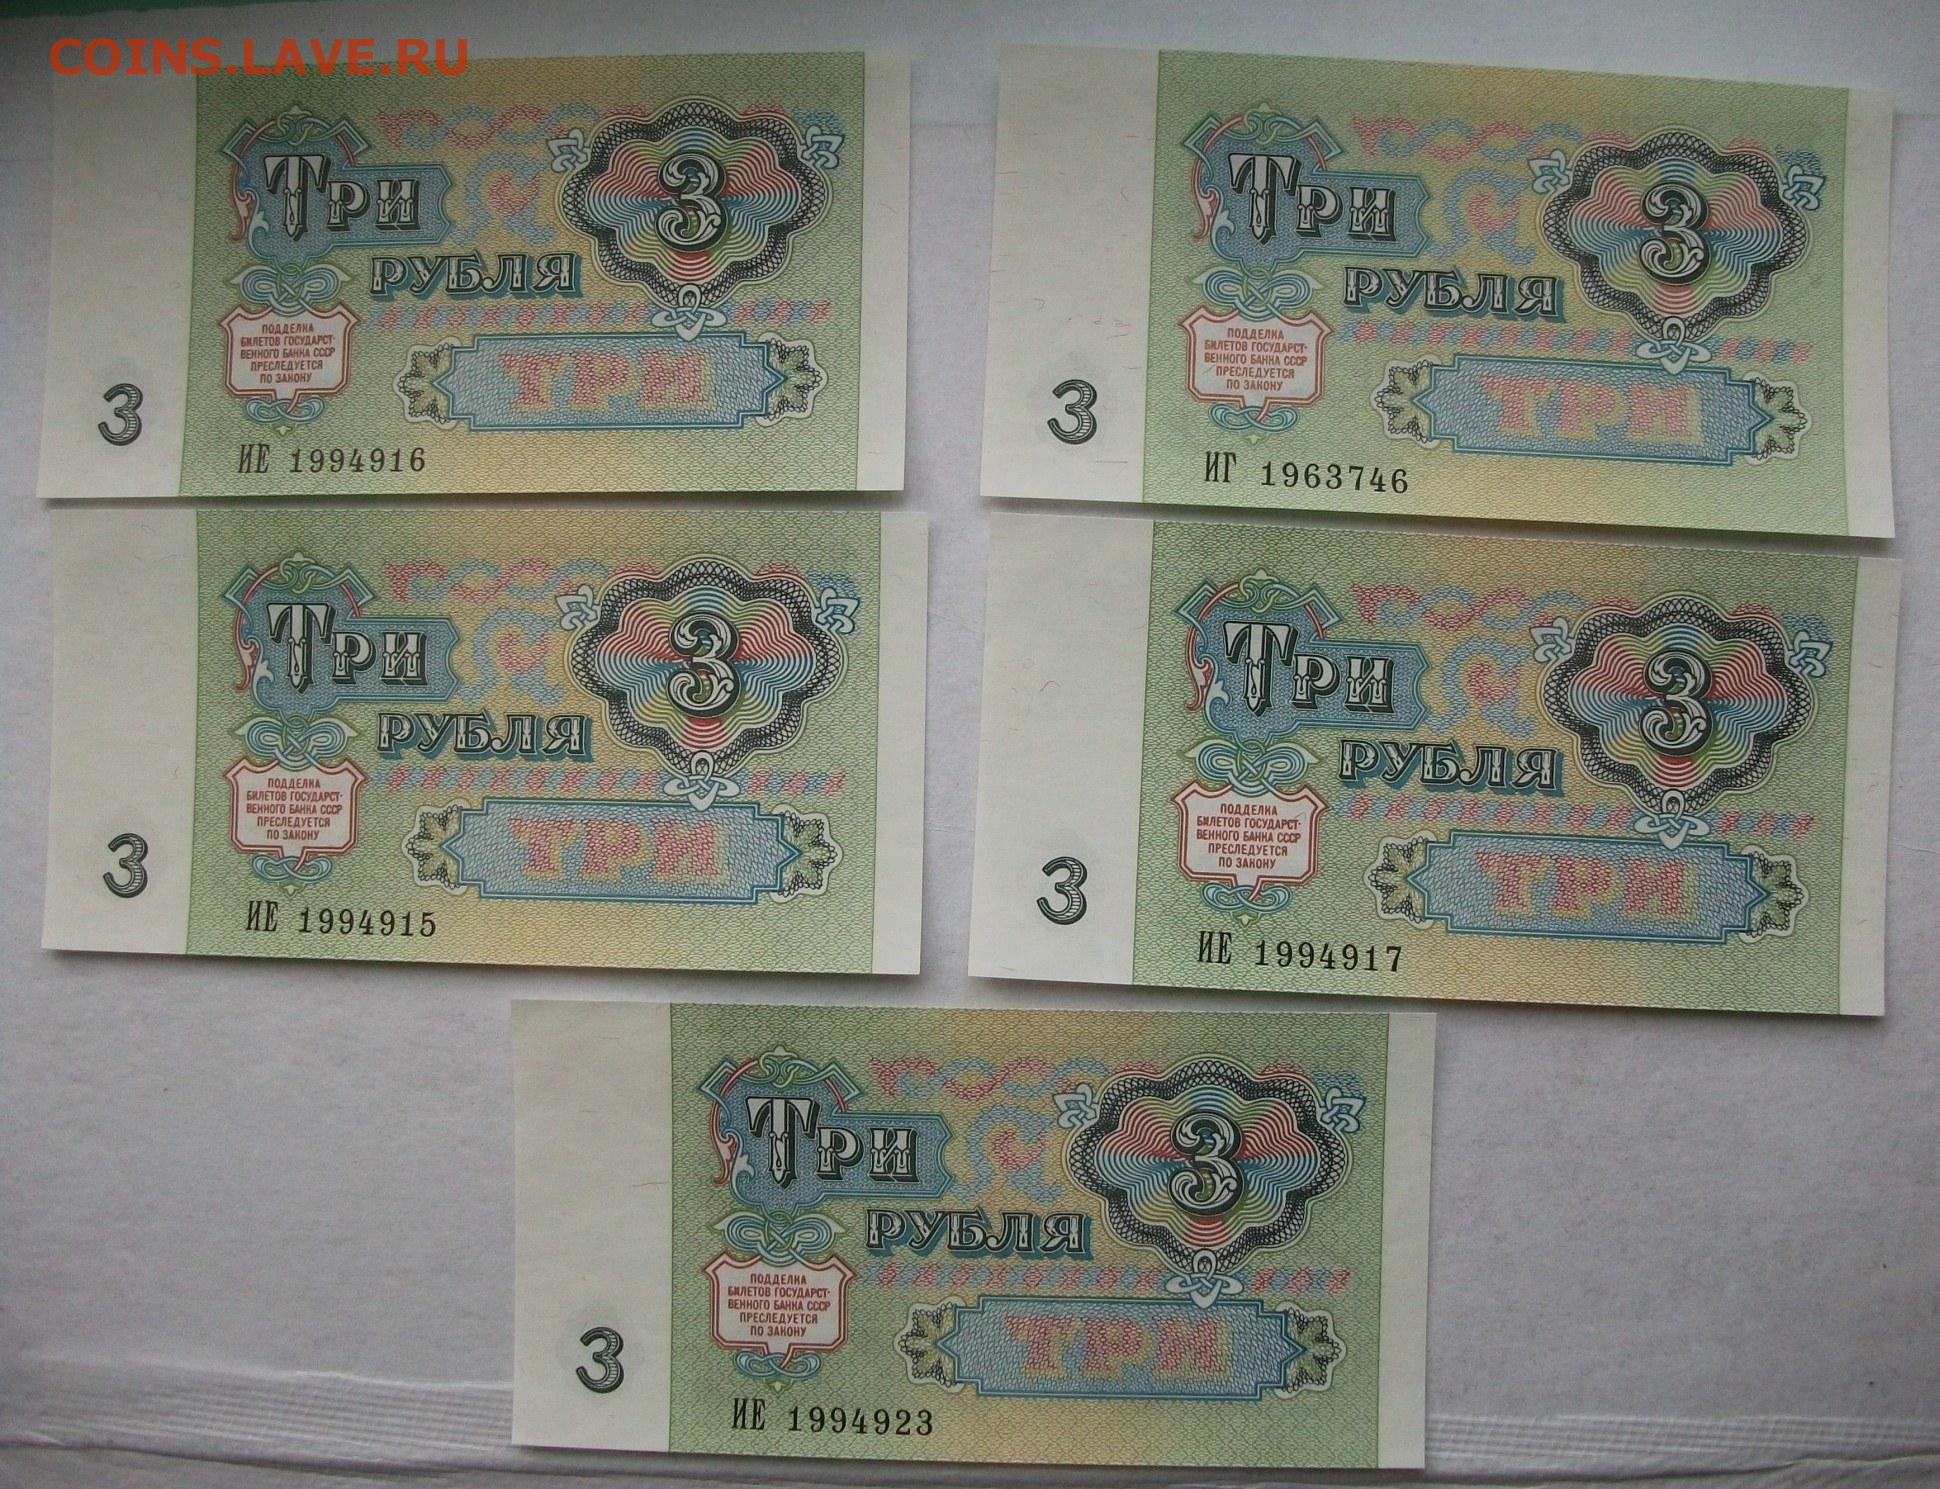 COINS.LAVE.RU
ТРИ
3
РУБЛЯ
ПОДДЕЛКА
БИЛЕТОВ ГОСУДАРСТ-
ВЕННОГО БАНКА СССР
ПРЕСЛЕДУЕТСЯ
ПО ЗАКОНУ
ТРИ
3
ИЕ 1994916
ТРИ
3
РУБЛЯ
ПОДДЕЛКА
БИЛЕТОВ ГОСУДАРСТ-
ВЕННОГО БАНКА СССР
ПРЕСЛЕДУЕТСЯ
ПО ЗАКОНУ
ТРИ
3
ИГ 1963746
ТРИ
3
РУБЛЯ
ПОДДЕЛКА
БИЛЕТОВ ГОСУДАРСТ-
ВЕННОГО БАНКА СССР
ПРЕСЛЕДУЕТСЯ
ПО ЗАКОНУ
ТРИ
3
ИЕ 1994915
ТРИ
3
РУБЛЯ
ПОДДЕЛКА
БИЛЕТОВ ГОСУДАРСТ-
ВЕННОГО БАНКА СССР
ПРЕСЛЕДУЕТСЯ
ПО ЗАКОНУ
ТРИ
3
ИЕ 1994917
ТРИ
3
РУБЛЯ
ПОДДЕЛКА
БИЛЕТОВ ГОСУДАРСТ-
ВЕННОГО БАНКА СССР
ПРЕСЛЕДУЕТСЯ
ПО ЗАКОНУ
ТРИ
3
ИЕ 1994923